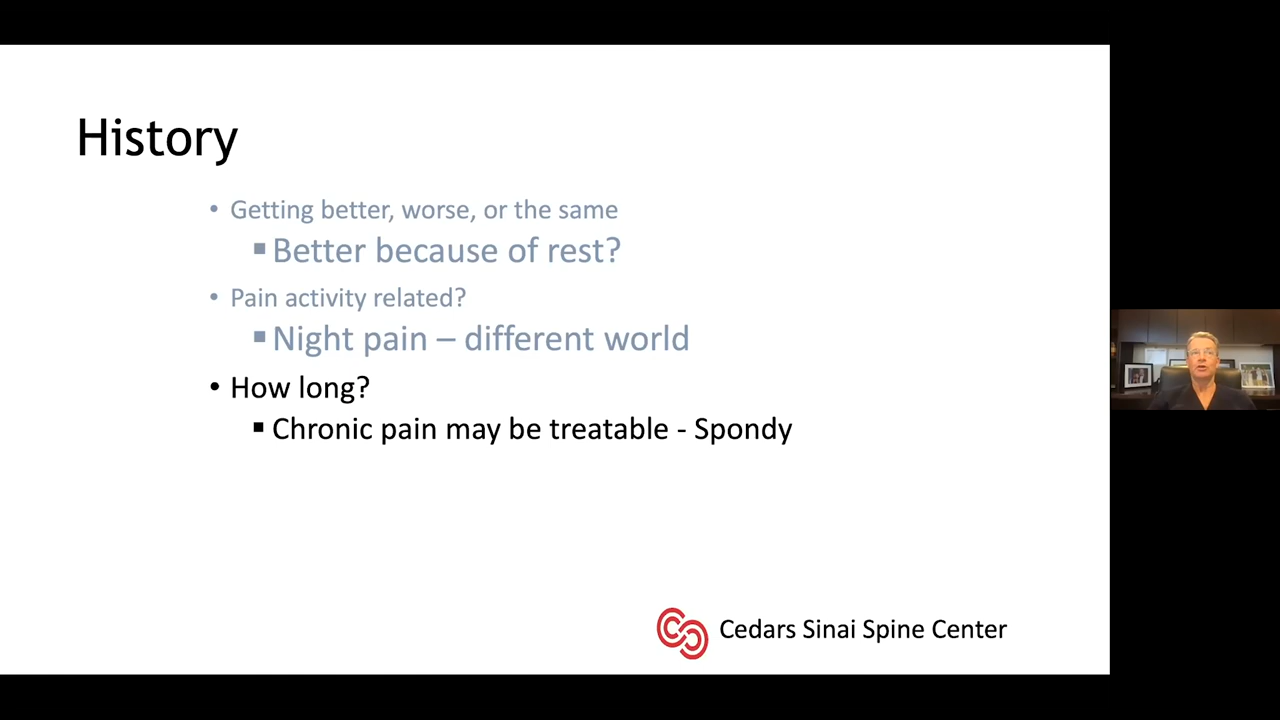 History
• Getting better, worse, or the same
▪ Better because of rest?
• Pain activity related?
▪ Night pain – different world
• How long?
▪ Chronic pain may be treatable - Spondy
Cedars Sinai Spine Center